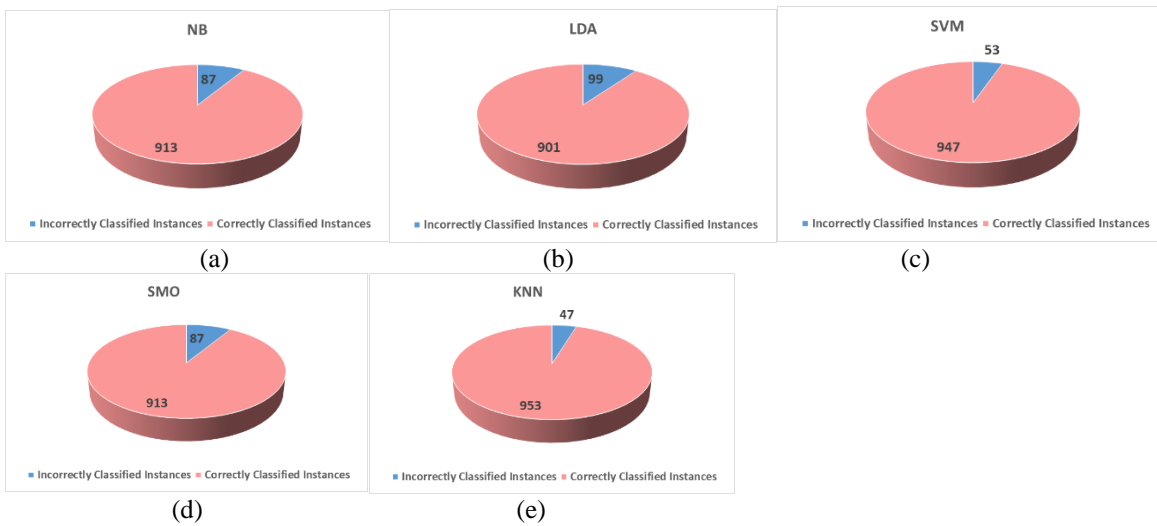 NB
87
913
Incorrectly Classified Instances Correctly Classified Instances
(a)
LDA
99
901
Incorrectly Classified Instances Correctly Classified Instances
(b)
SVM
53
947
Incorrectly Classified Instances Correctly Classified Instances
(c)
SMO
87
913
Incorrectly Classified Instances Correctly Classified Instances
(d)
KNN
47
953
Incorrectly Classified Instances Correctly Classified Instances
(e)